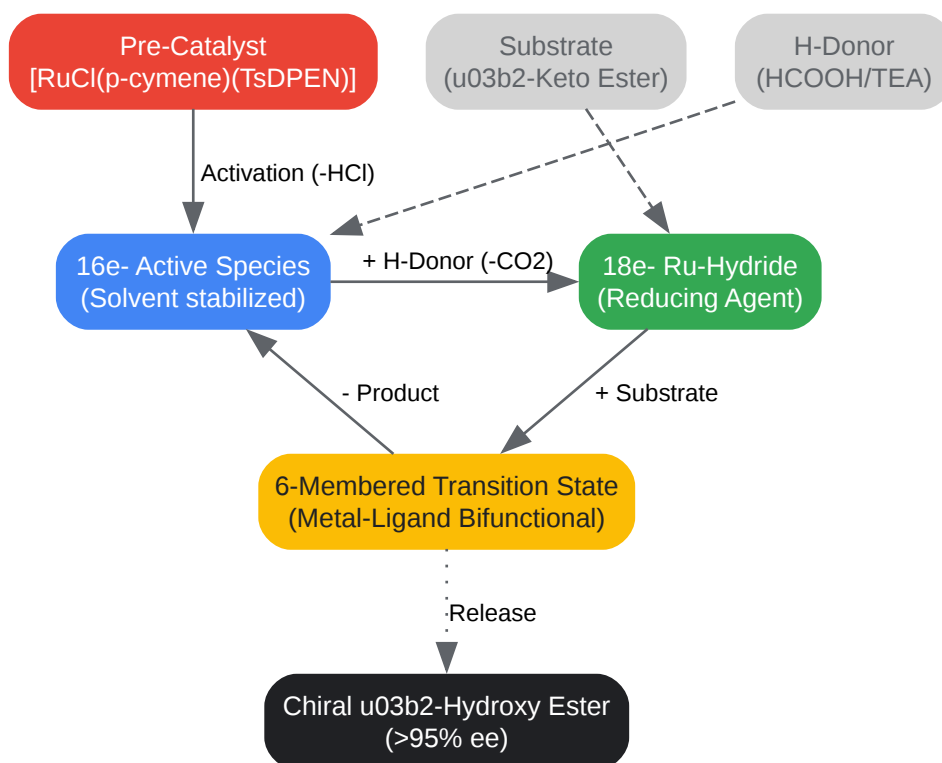 Pre-Catalyst
[RuCl(p-cymene)(TsDPEN)]
Substrate
(u03b2-Keto Ester)
H-Donor
(HCOOH/TEA)
Activation (-HCl)
16e- Active Species
(Solvent stabilized)
+ H-Donor (-CO2)
18e- Ru-Hydride
(Reducing Agent)
- Product
+ Substrate
6-Membered Transition State
(Metal-Ligand Bifunctional)
Release
Chiral u03b2-Hydroxy Ester
(>95% ee)